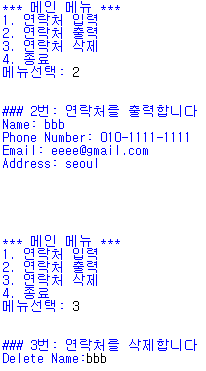 *** 메인 메뉴 ***
1. 연락처 입력
2. 연락처 출력
3. 연락처 삭제
4. 종료
메뉴선택: 2
### 2번: 연락처를 출력합니다
Name: bbb
Phone Number: 010-1111-1111
Email: eeee@gmail.com
Address: seoul
*** 메인 메뉴 ***
1. 연락처 입력
2. 연락처 출력
3. 연락처 삭제
4. 종료
메뉴선택: 3
### 3번: 연락처를 삭제합니다
Delete Name:bbb